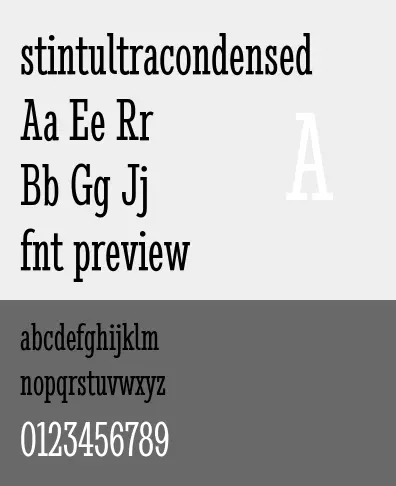 stintultracondensed
Aa Ee Rr
A
Bb Gg Jj
fnt preview
abcdefghijklm
nopqrstuvwxyz
0123456789